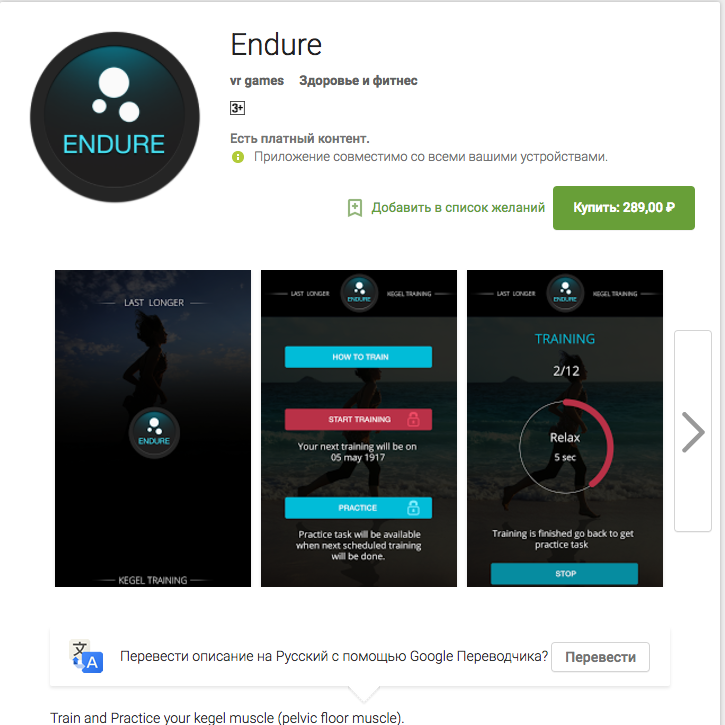 ENDURE
Endure
vr games Здоровье и фитнес
3+
Есть платный контент.
Приложение совместимо со всеми вашими устройствами.
Добавить в список желаний
Купить: 289,00 ₽
LAST LONGER
ENDURE
KEGEL TRAINING
LAST LONGER
ENDURE
KEGEL TRAINING
HOW TO TRAIN
START TRAINING
Your next training will be on
05 may 1917
PRACTICE
Practice task will be available
when next scheduled training
will be done.
LAST LONGER
ENDURE
KEGEL TRAINING
TRAINING
2/12
Relax
5 sec
Training is finished go back to get
practice task
STOP
文
A
Перевести описание на Русский с помощью Google Переводчика?
Перевести
Train and Practice your kegel muscle (pelvic floor muscle).